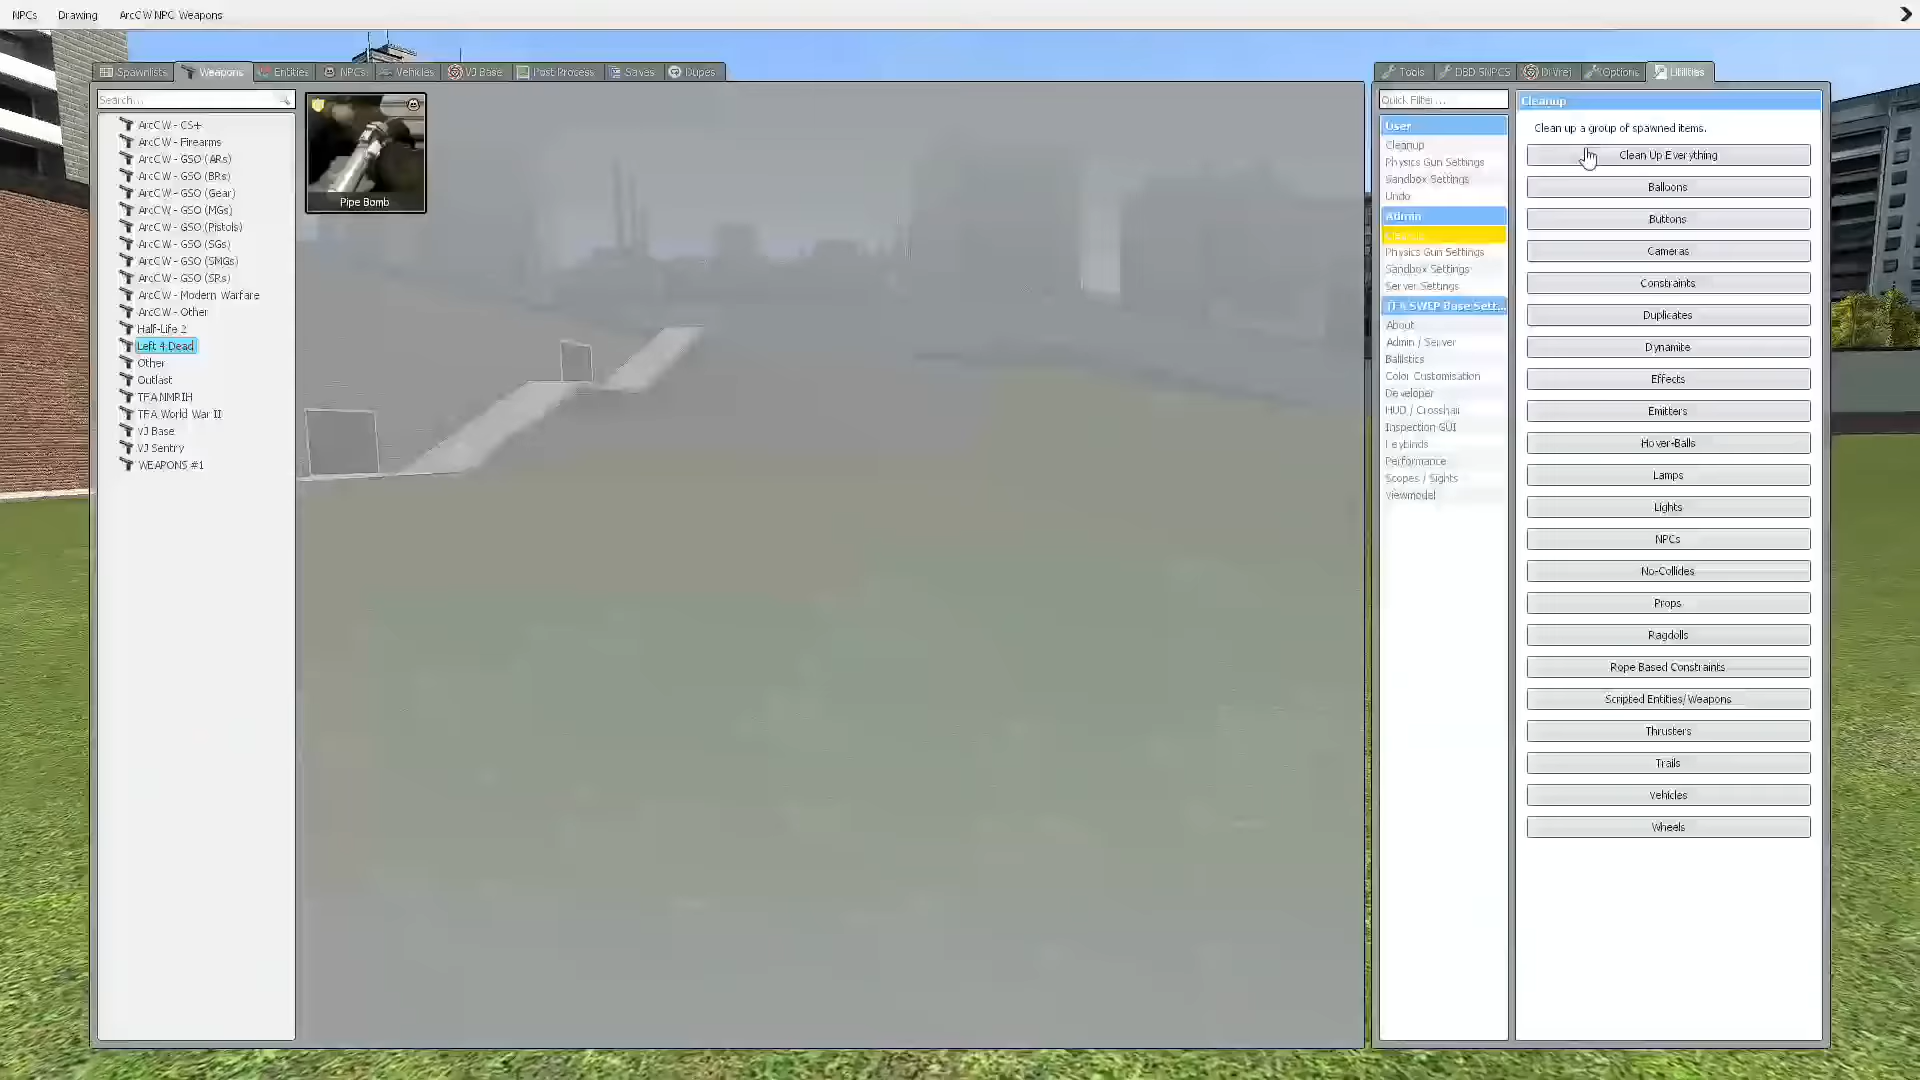 NPCs Drawing ArcCW NPC Weapons
Spawnlists Weapons Entities NPCs Vehicles VJ Base Post Process Saves Dupes
Search...
ArcCW - CS+
ArcCW - Firearms
ArcCW - GSO (ARs)
ArcCW - GSO (BRs)
ArcCW - GSO (Gear)
ArcCW - GSO (MGs)
ArcCW - GSO (Pistols)
ArcCW - GSO (SGs)
ArcCW - GSO (SMGs)
ArcCW - GSO (SRs)
ArcCW - Modern Warfare
ArcCW - Other
Half-Life 2
Left 4 Dead
Other
Outlast
TFA NMRIH
TFA World War II
VJ Base
VJ Sentry
WEAPONS #1
Pipe Bomb
Tools DBD SNPCS DrVrej Options Utilities
Quick Filter...
User
Cleanup
Physics Gun Settings
Sandbox Settings
Undo
Admin
Cleanup
Physics Gun Settings
Sandbox Settings
Server Settings
TFA SWEP Base Sett...
About
Admin / Server
Ballistics
Color Customisation
Developer
HUD / Crosshair
Inspection GUI
Keybinds
Performance
Scopes / Sights
Viewmodel
Cleanup
Clean up a group of spawned items.
Clean Up Everything
Balloons
Buttons
Cameras
Constraints
Duplicates
Dynamite
Effects
Emitters
Hover-Balls
Lamps
Lights
NPCs
No-Collides
Props
Ragdolls
Rope Based Constraints
Scripted Entities/Weapons
Thrusters
Trails
Vehicles
Wheels